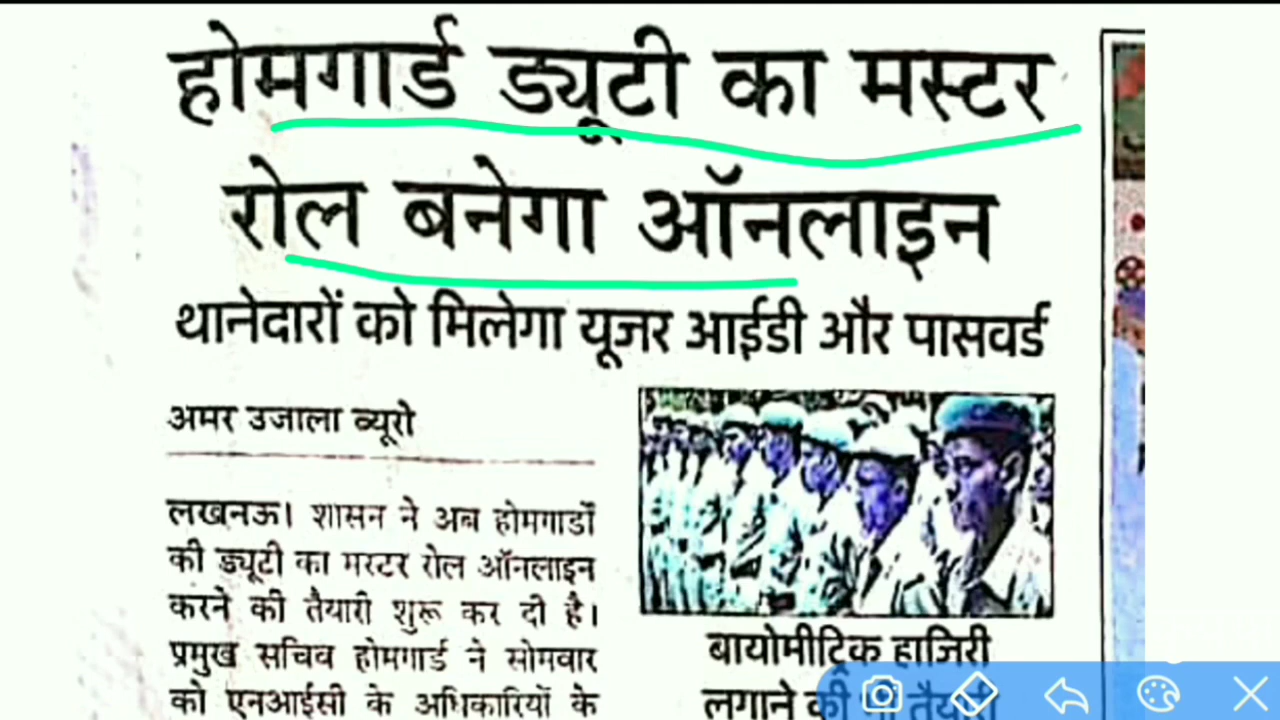 होमगार्ड ड्यूटी का मस्टर
रोल बनेगा ऑनलाइन
थानेदारों को मिलेगा यूजर आईडी और पासवर्ड
अमर उजाला ब्यूरो
लखनऊ। शासन ने अब होमगार्डों
की ड्यूटी का मस्टर रोल ऑनलाइन
करने की तैयारी शुरू कर दी है।
प्रमुख सचिव होमगार्ड ने सोमवार
को एनआईसी के अधिकारियों के
बायोमीट्रिक हाजिरी
लगाने की तैयारी